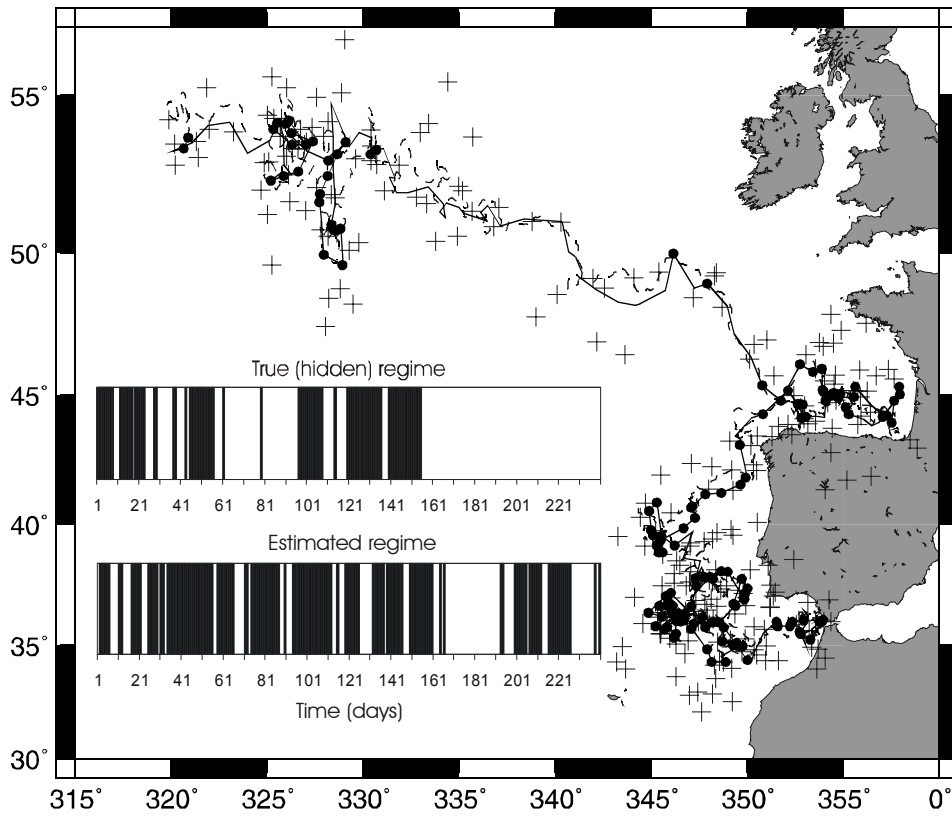 55°
50°
45°
40°
35°
30°
True (hidden) regime
1 21 41 61 81 101 121 141 161 181 201 221
Estimated regime
1 21 41 61 81 101 121 141 161 181 201 221
Time (days)
315° 320° 325° 330° 335° 340° 345° 350° 355° 0°